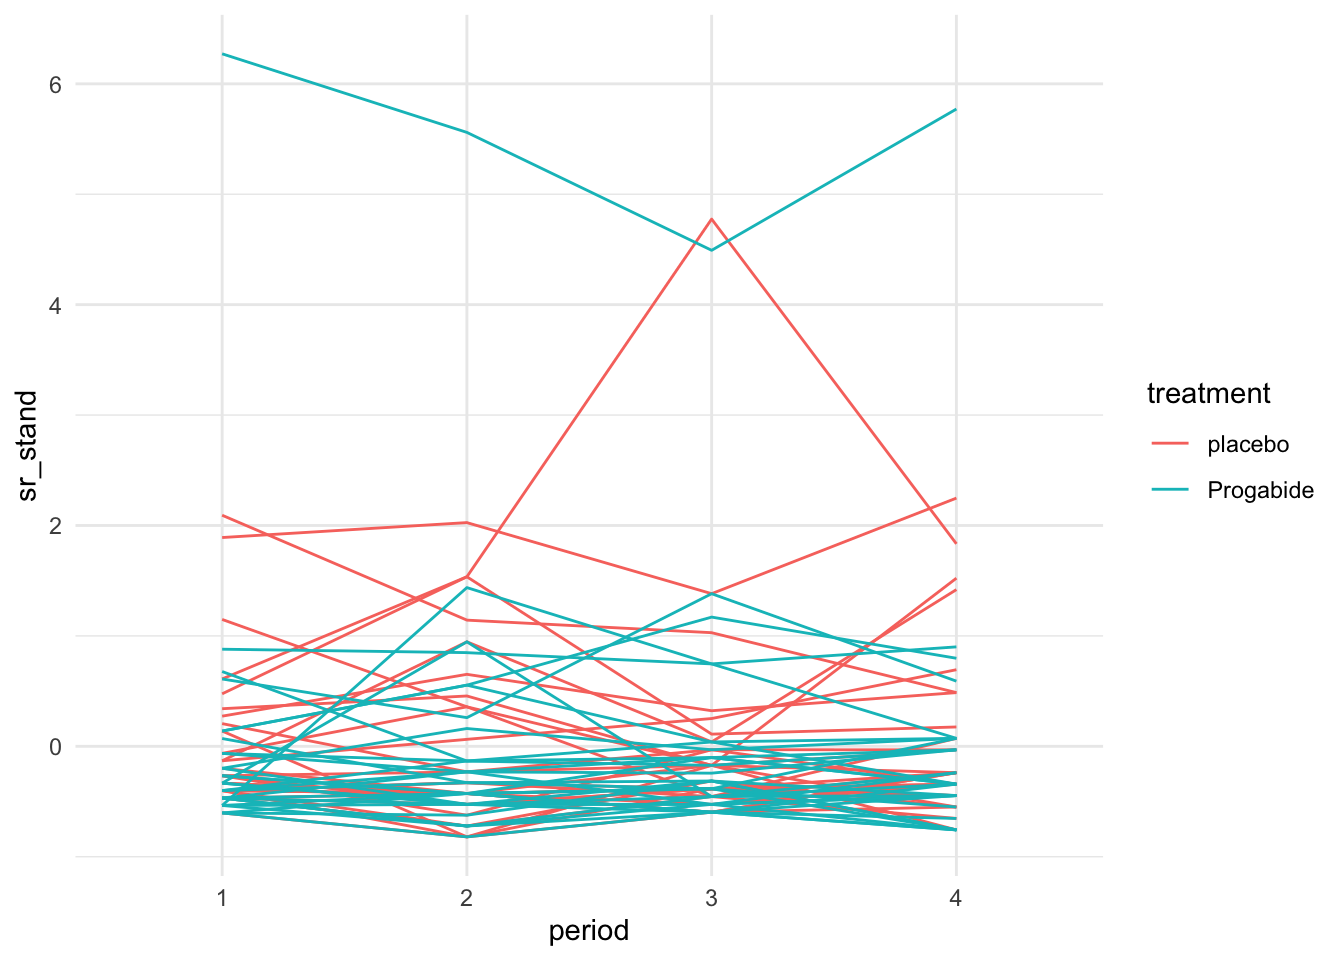 6
4
2
0
sr_stand
1 2 3 4
period
treatment
placebo
Progabide